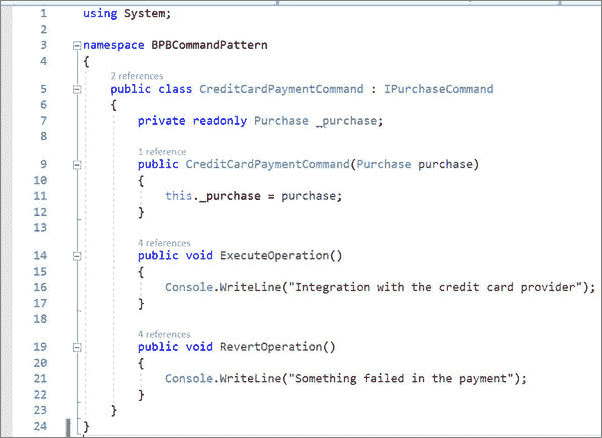 1 using System;
2
3 namespace BPBCommandPattern
4 {
2 references
5 public class CreditCardPaymentCommand : IPurchaseCommand
6 {
7 private readonly Purchase _purchase;
8
1 reference
9 public CreditCardPaymentCommand(Purchase purchase)
10 {
11 this._purchase = purchase;
12 }
13
4 references
14 public void ExecuteOperation()
15 {
16 Console.WriteLine("Integration with the credit card provider");
17 }
18
4 references
19 public void RevertOperation()
20 {
21 Console.WriteLine("Something failed in the payment");
22 }
23 }
24 }